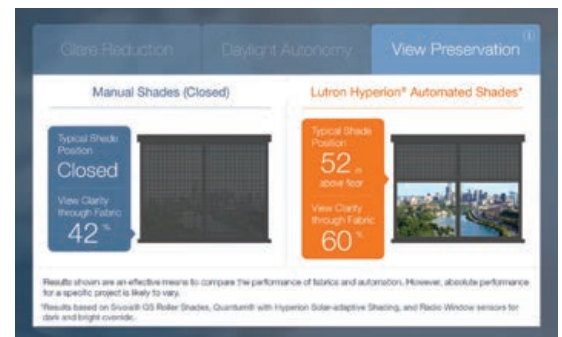 Glare Reduction
Daylight Autonomy
View Preservation
Manual Shades (Closed)
Lutron Hyperion® Automated Shades*
Typical Shade
Position
Closed
View Clarity
through Fabric
42 %
Typical Shade
Position
52 in
above floor
View Clarity
through Fabric
60 %
Results shown are an effective means to compare the performance of fabrics and automation. However, absolute performance
for a specific project is likely to vary.
*Results based on Sivoia® QS Roller Shades, Quantum® with Hyperion Solar-adaptive Shading, and Radio Window sensors for
dark and bright override.